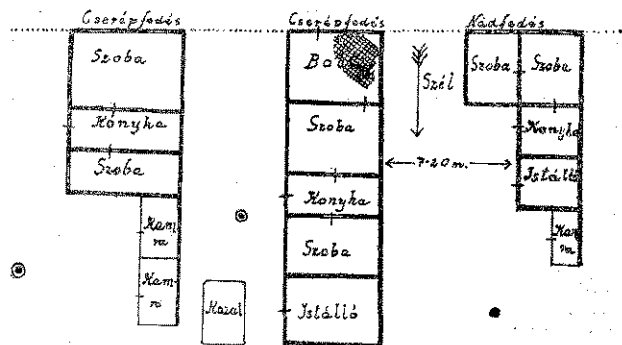 Cserépfedés
Cserépfedés
Nádfedés
Szoba
Konyha
Szoba
Kam-
ra
Kam-
ra
Kazal
Szoba
Konyha
Szoba
Istálló
Szél
7·20 m.
Szoba
Szoba
Konyha
Istálló
Kam-
ra